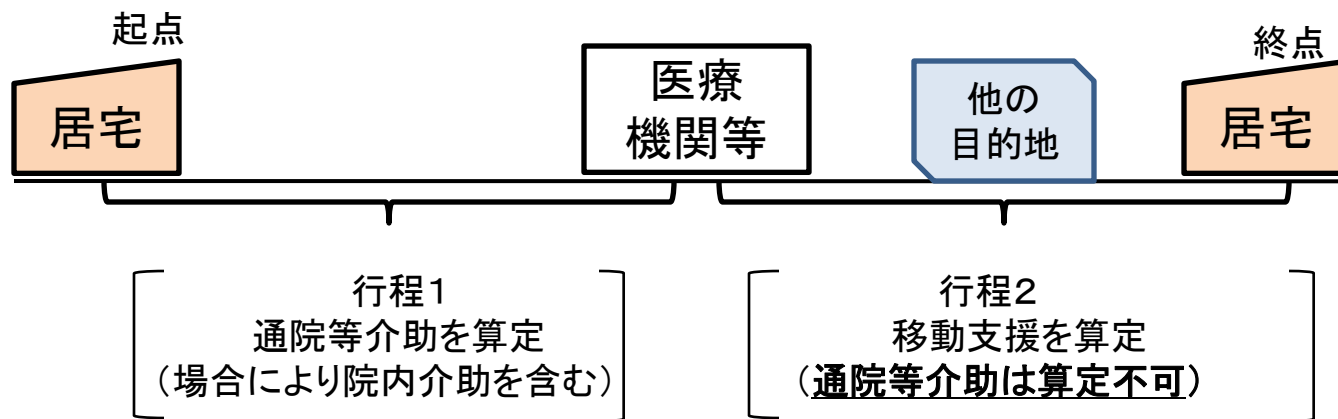 起点
終点
居宅
医療
機関等
他の
目的地
居宅
行程1
通院等介助を算定
(場合により院内介助を含む)
行程2
移動支援を算定
(通院等介助は算定不可)